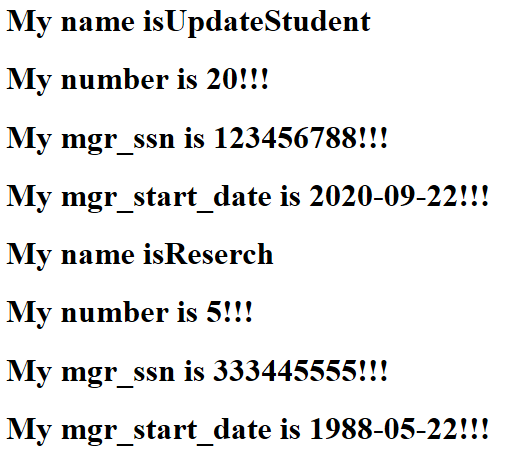 My name isUpdateStudent
My number is 20!!!
My mgr_ssn is 123456788!!!
My mgr_start_date is 2020-09-22!!!
My name isReserch
My number is 5!!!
My mgr_ssn is 333445555!!!
My mgr_start_date is 1988-05-22!!!